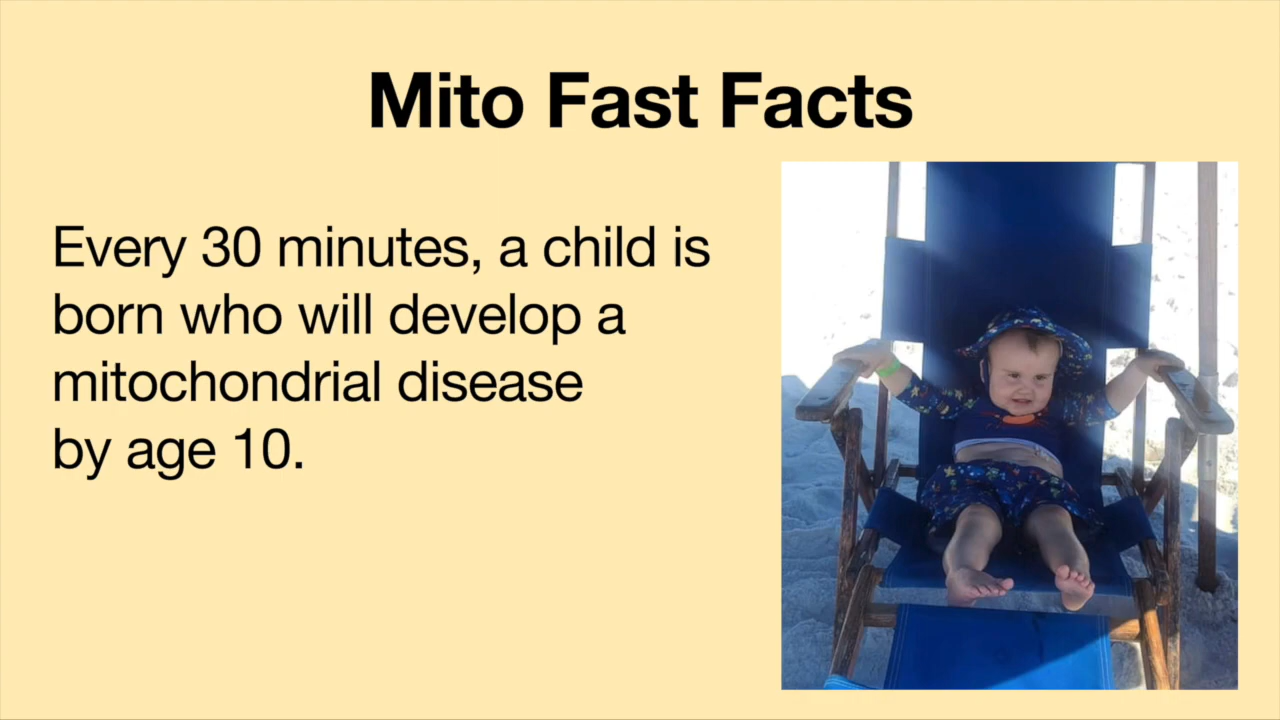 Mito Fast Facts
Every 30 minutes, a child is
born who will develop a
mitochondrial disease
by age 10.